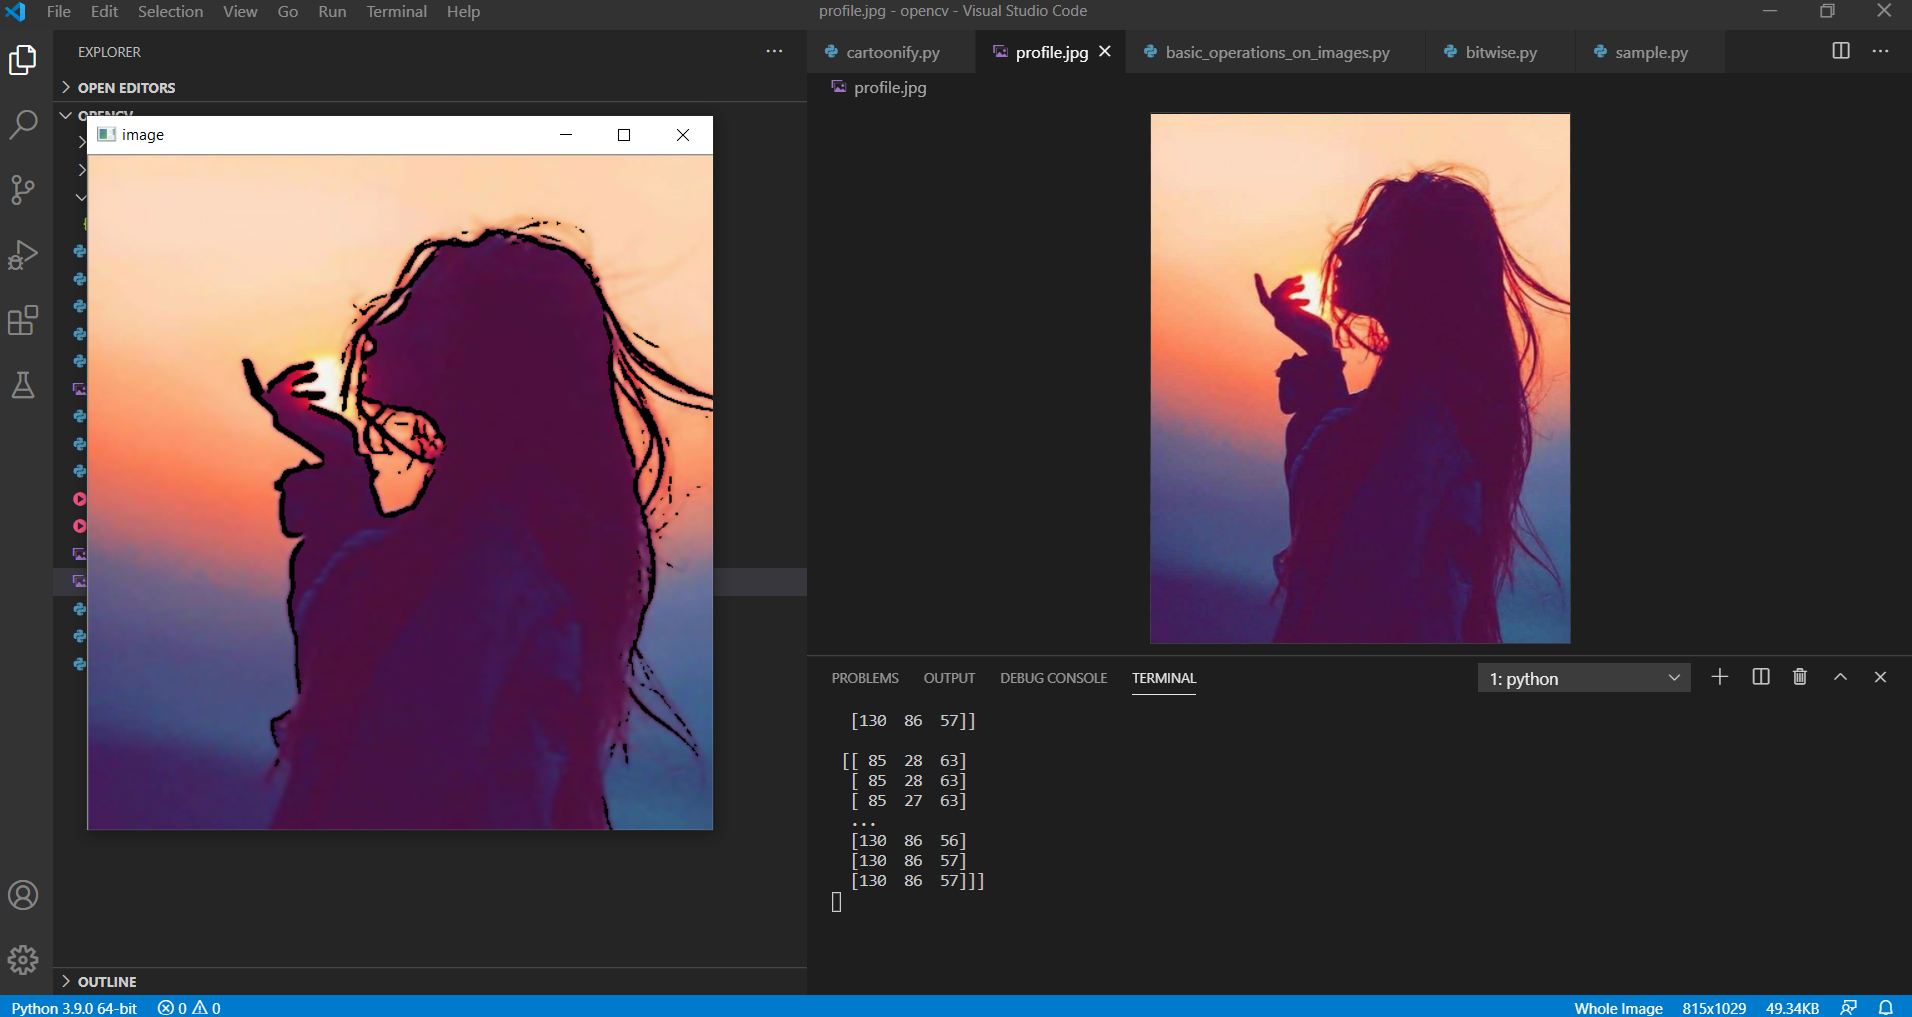 File Edit Selection View Go Run Terminal Help
profile.jpg - opencv - Visual Studio Code
EXPLORER
OPEN EDITORS
OPENCV
image
cartoonify.py
profile.jpg
basic_operations_on_images.py
bitwise.py
sample.py
profile.jpg
PROBLEMS OUTPUT DEBUG CONSOLE TERMINAL
1: python
[130 86 57]]
[[ 85 28 63]
[ 85 28 63]
[ 85 27 63]
...
[130 86 56]
[130 86 57]
[130 86 57]]]
OUTLINE
Python 3.9.0 64-bit 0 0
Whole Image 815x1029 49.34KB